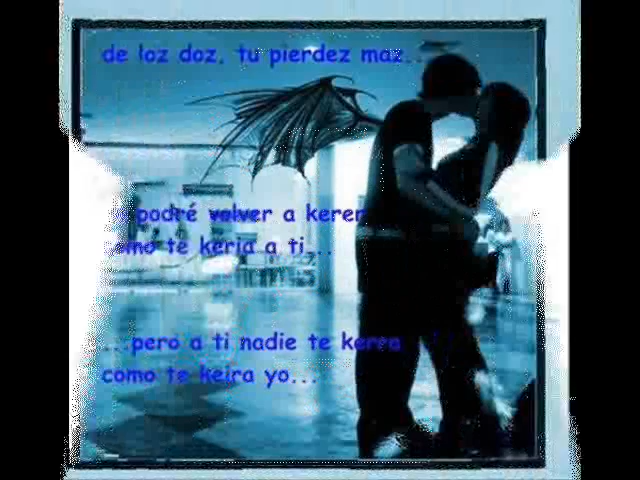 de loz doz, tu pierdez maz..
podré volver a kerer
como te keria a ti...
...pero a ti nadie te kerra
como te keira yo...